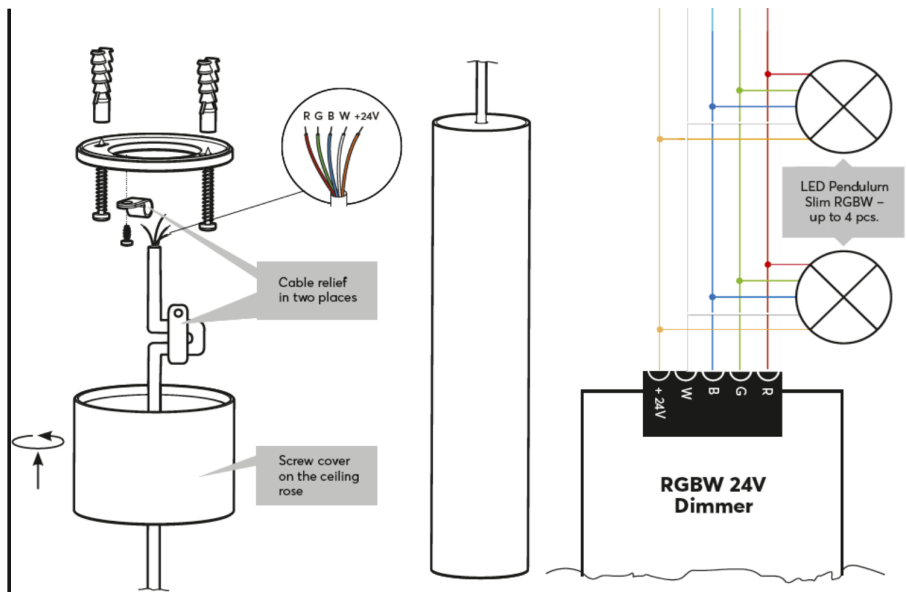 R G B W +24V
Cable relief
in two places
Screw cover
on the ceiling
rose
LED Pendulum
Slim RGBW –
up to 4 pcs.
+ 24V
W
B
G
R
RGBW 24V
Dimmer